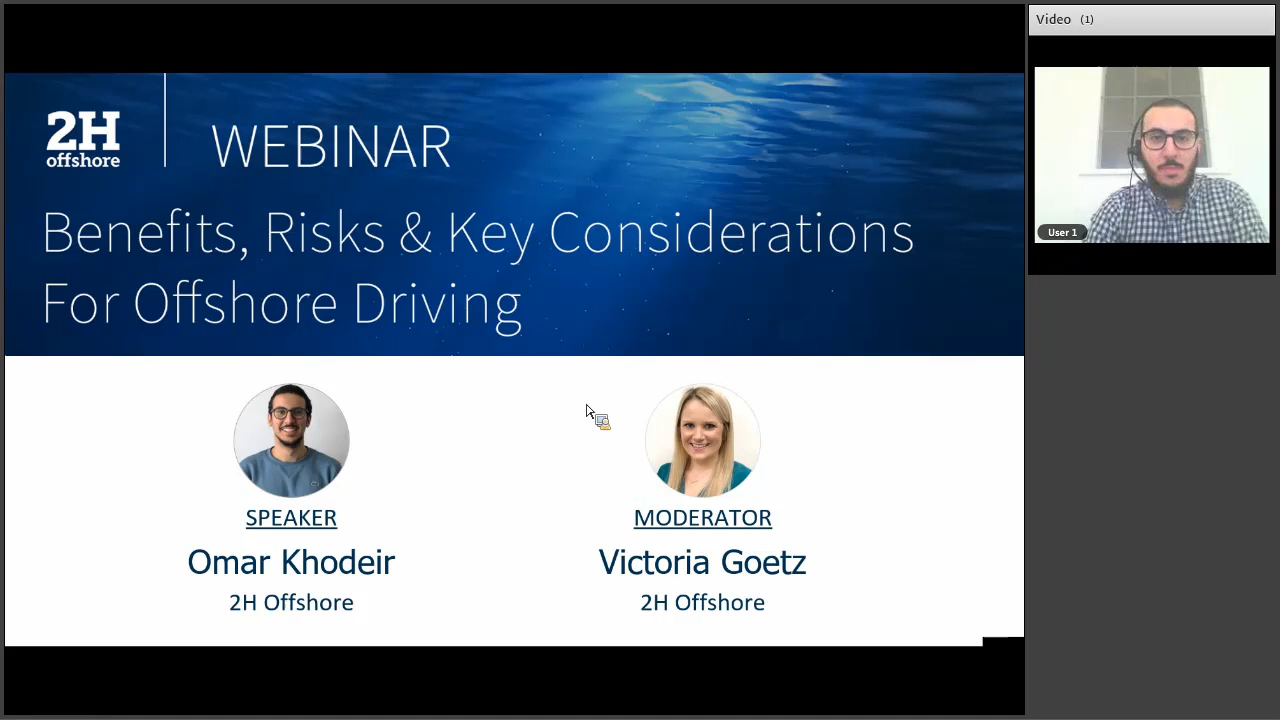 2H
offshore
WEBINAR
Benefits, Risks & Key Considerations
For Offshore Driving
SPEAKER
Omar Khodeir
2H Offshore
MODERATOR
Victoria Goetz
2H Offshore
Video (1)
User 1